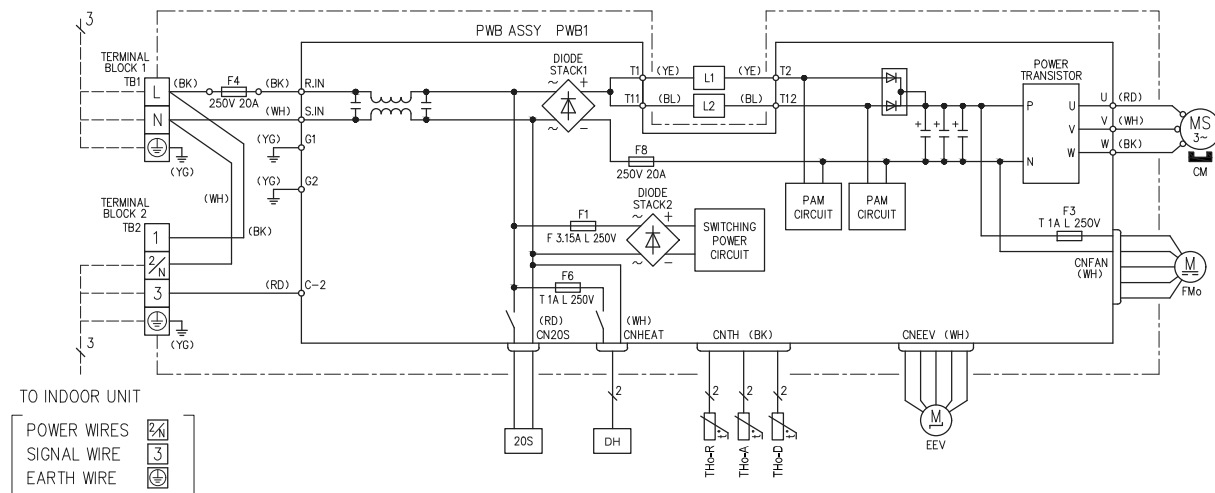 3
TERMINAL
BLOCK 1
TB1
L
N
(BK)
F4
250V 20A
(BK)
R.IN
(WH)
S.IN
(YG)
G1
(YG)
G2
(YG)
(WH)
(BK)
TERMINAL
BLOCK 2
TB2
1
2/N
3
(RD)
C-2
(YG)
3
TO INDOOR UNIT
POWER WIRES 2/N
SIGNAL WIRE 3
EARTH WIRE
PWB ASSY PWB1
DIODE
STACK1
~ +
~ −
T1
(YE)
L1
(YE)
T2
T11
(BL)
L2
(BL)
T12
F8
250V 20A
DIODE
STACK2
F1
F 3.15A L 250V
~ +
~ −
SWITCHING
POWER
CIRCUIT
F6
T 1A L 250V
(RD)
CN20S
(WH)
CNHEAT
20S
2
DH
CNTH (BK)
2
2
2
t
t
t
THo-R
THo-A
THo-D
PAM
CIRCUIT
PAM
CIRCUIT
+ + +
POWER
TRANSISTOR
P
N
U
V
W
U (RD)
V (WH)
W (BK)
MS
3~
CM
F3
T 1A L 250V
CNFAN
(WH)
M
FMo
CNEEV (WH)
M
EEV